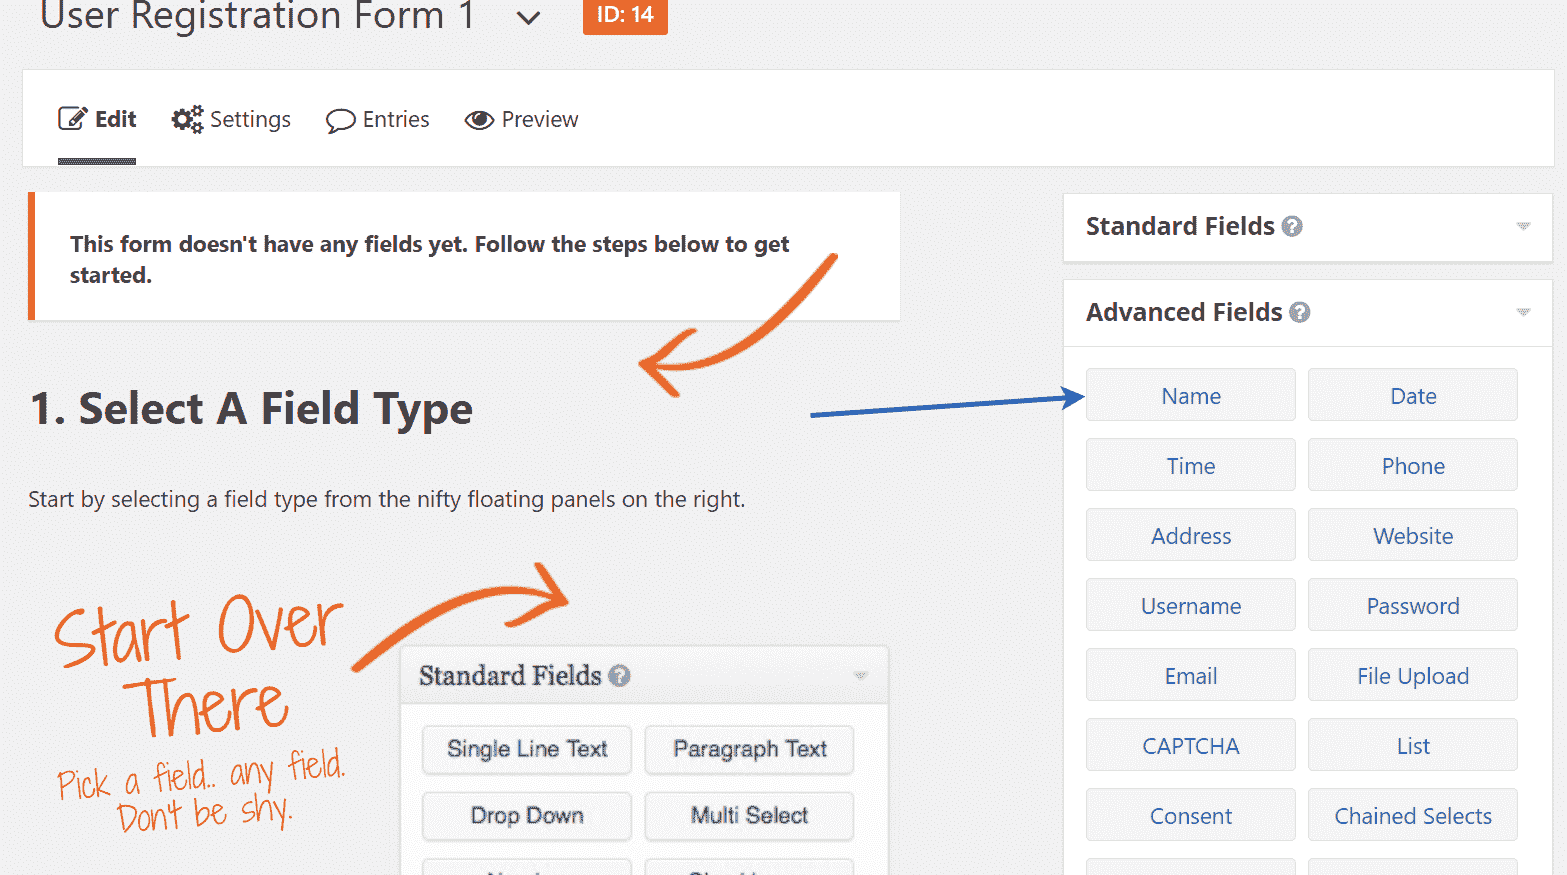 User Registration Form 1
ID: 14
Edit Settings Entries Preview
This form doesn't have any fields yet. Follow the steps below to get
started.
1. Select A Field Type
Start by selecting a field type from the nifty floating panels on the right.
Start Over
There
Pick a field.. any field.
Don't be shy.
Standard Fields ?
Single Line Text Paragraph Text
Drop Down Multi Select
Standard Fields ?
Advanced Fields ?
Name Date
Time Phone
Address Website
Username Password
Email File Upload
CAPTCHA List
Consent Chained Selects